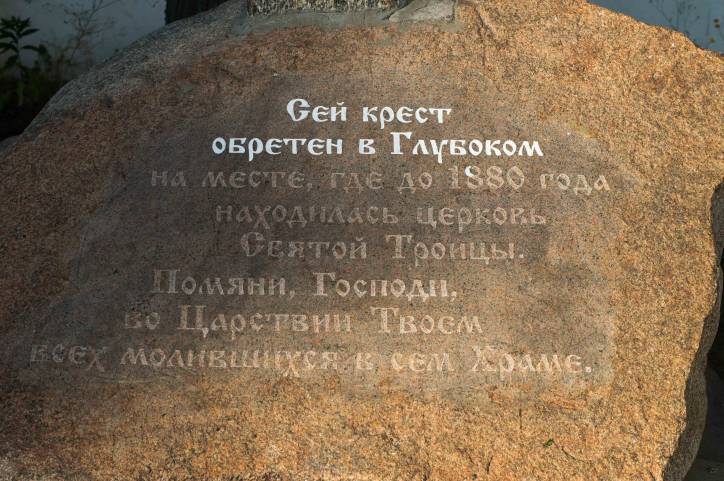 Сей крест
обретен в Глубоком
на месте, где до 1880 года
находилась церковь
Святой Троицы.
Помяни, Господи,
во Царствии Твоем
всех молившихся в сем Храме.